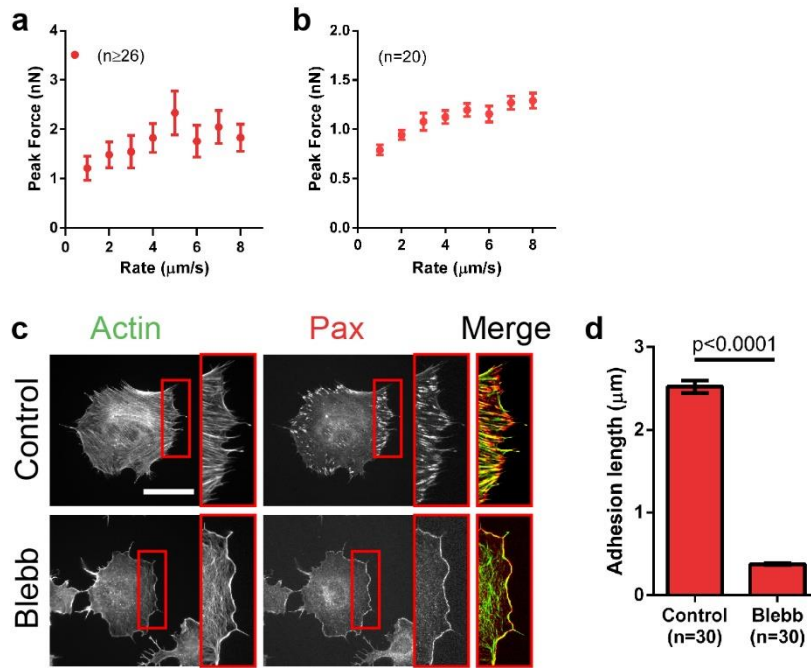 a
b
Peak Force (nN)
4
3
2
1
0
(n≥26)
0 2 4 6 8
Rate (μm/s)
Peak Force (nN)
2.0
1.5
1.0
0.5
0.0
(n=20)
0 2 4 6 8
Rate (μm/s)
c
Actin
Pax
Merge
Control
Blebb
d
p<0.0001
Adhesion length (μm)
3
2
1
0
Control
(n=30)
Blebb
(n=30)